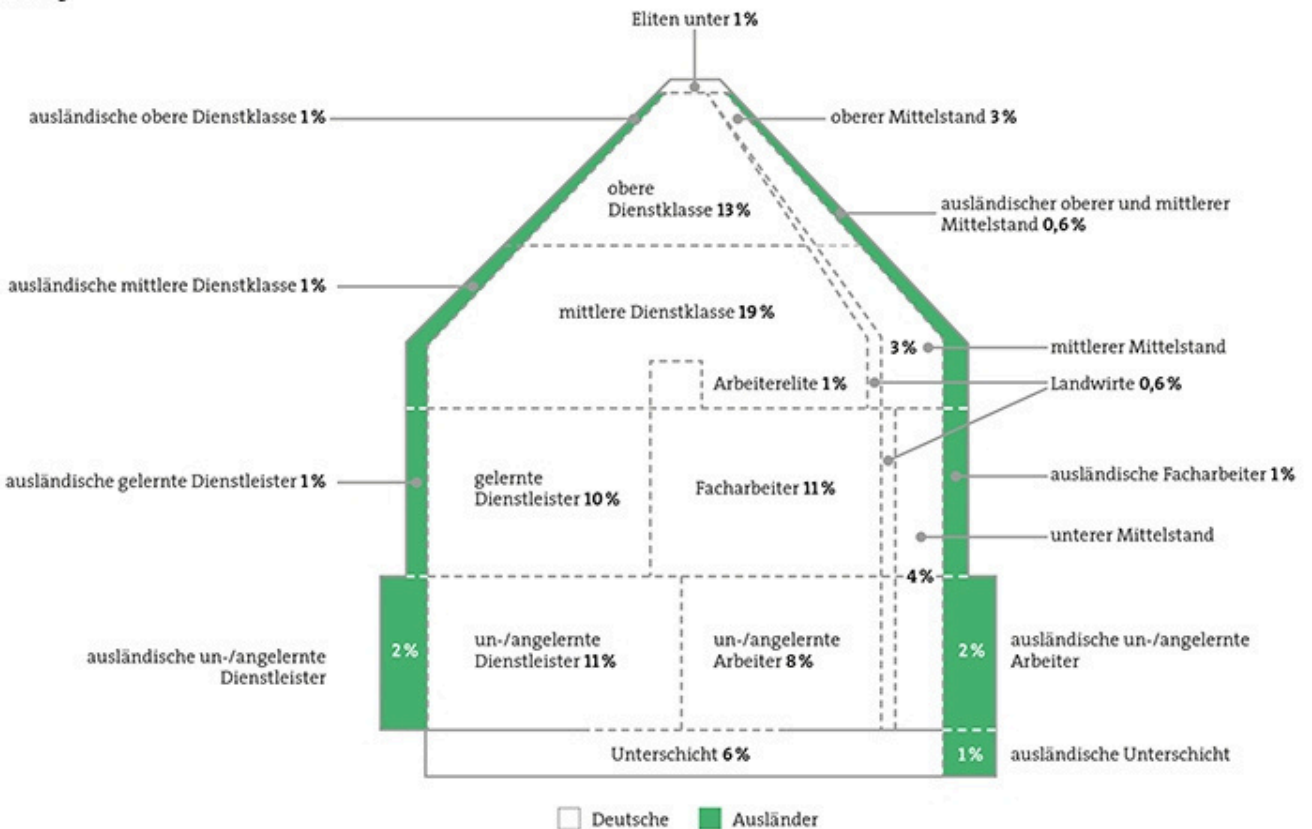 Eliten unter 1%
ausländische obere Dienstklasse 1%
oberer Mittelstand 3%
obere
Dienstklasse 13%
ausländischer oberer und mittlerer
Mittelstand 0,6%
ausländische mittlere Dienstklasse 1%
mittlere Dienstklasse 19%
3%
mittlerer Mittelstand
Arbeiterelite 1%
Landwirte 0,6%
ausländische gelernte Dienstleister 1%
gelernte
Dienstleister 10%
Facharbeiter 11%
ausländische Facharbeiter 1%
unterer Mittelstand
4%
ausländische un-/angelernte
Dienstleister
2%
un-/angelernte
Dienstleister 11%
un-/angelernte
Arbeiter 8%
2%
ausländische un-/angelernte
Arbeiter
Unterschicht 6%
1%
ausländische Unterschicht
Deutsche
Ausländer